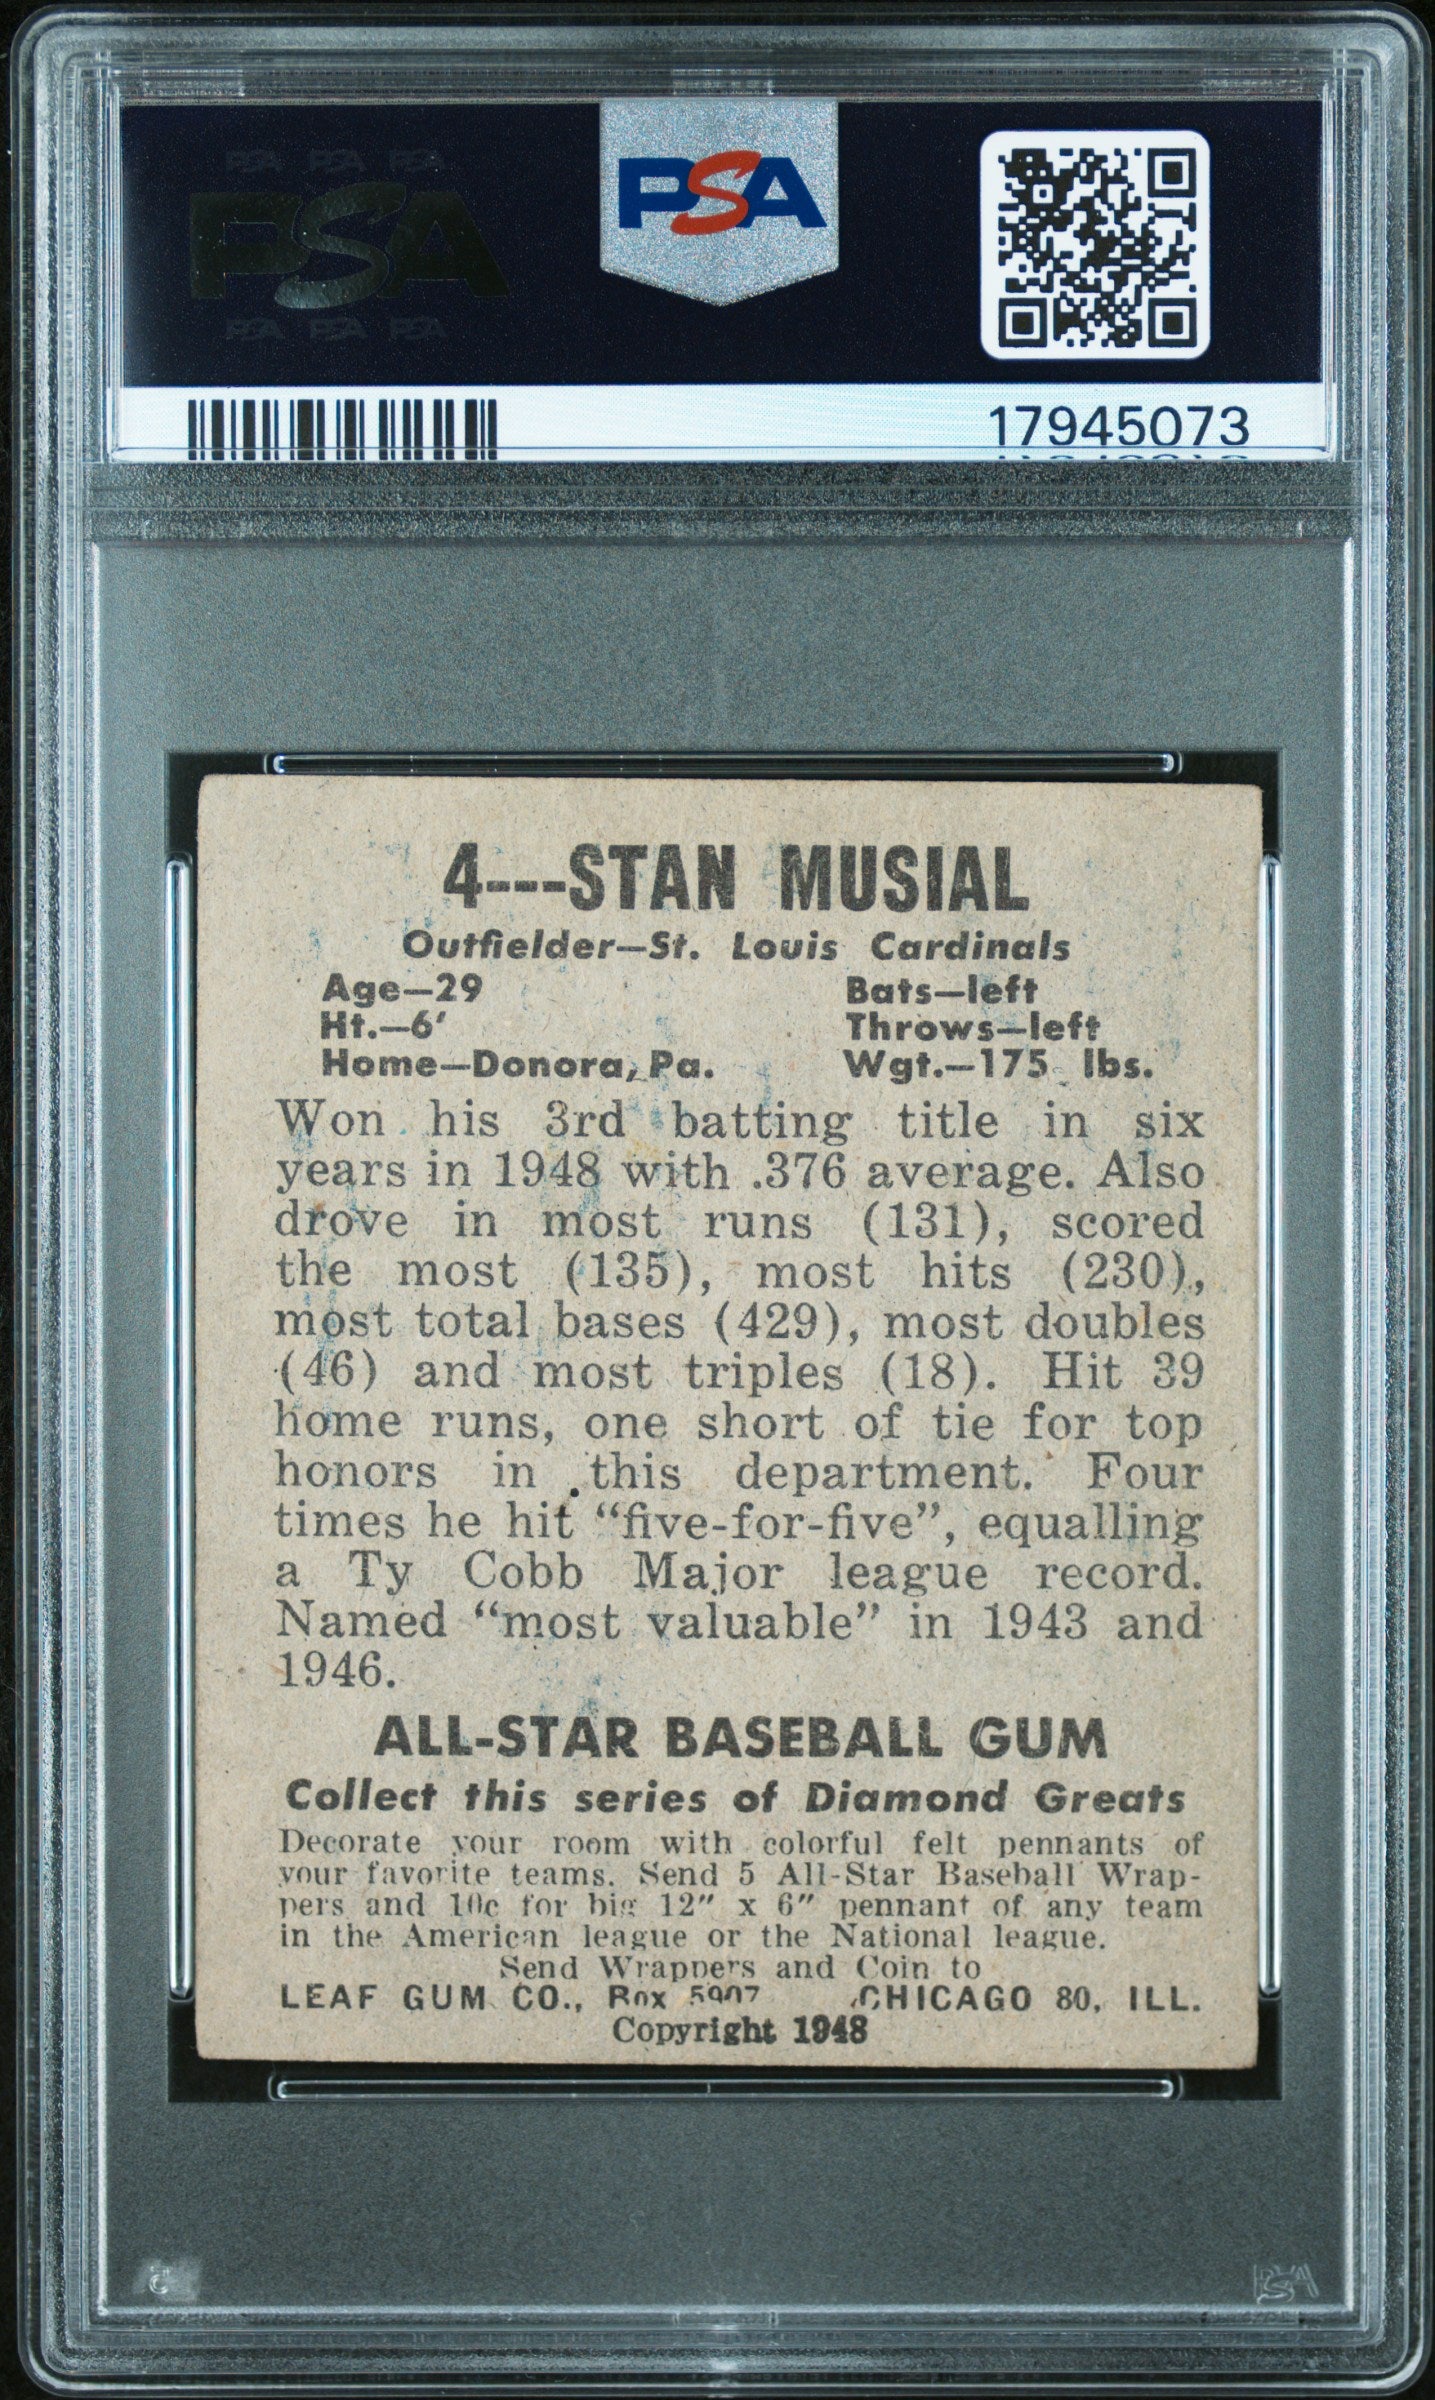 PSA PSA PSA
PSA
PSA PSA PSA
PSA
17945073
4---STAN MUSIAL
Outfielder—St. Louis Cardinals
Age—29 Bats—left
Ht.—6' Throws—left
Home—Donora, Pa. Wgt.—175 lbs.
Won his 3rd batting title in six
years in 1948 with .376 average. Also
drove in most runs (131), scored
the most (135), most hits (230),
most total bases (429), most doubles
(46) and most triples (18). Hit 39
home runs, one short of tie for top
honors in this department. Four
times he hit “five-for-five”, equalling
a Ty Cobb Major league record.
Named “most valuable” in 1943 and
1946.
ALL-STAR BASEBALL GUM
Collect this series of Diamond Greats
Decorate your room with colorful felt pennants of
your favorite teams. Send 5 All-Star Baseball Wrap-
pers and 10c for big 12" x 6" pennant of any team
in the American league or the National league.
Send Wrappers and Coin to
LEAF GUM CO., Box 5907 CHICAGO 80, ILL.
Copyright 1948
PSA